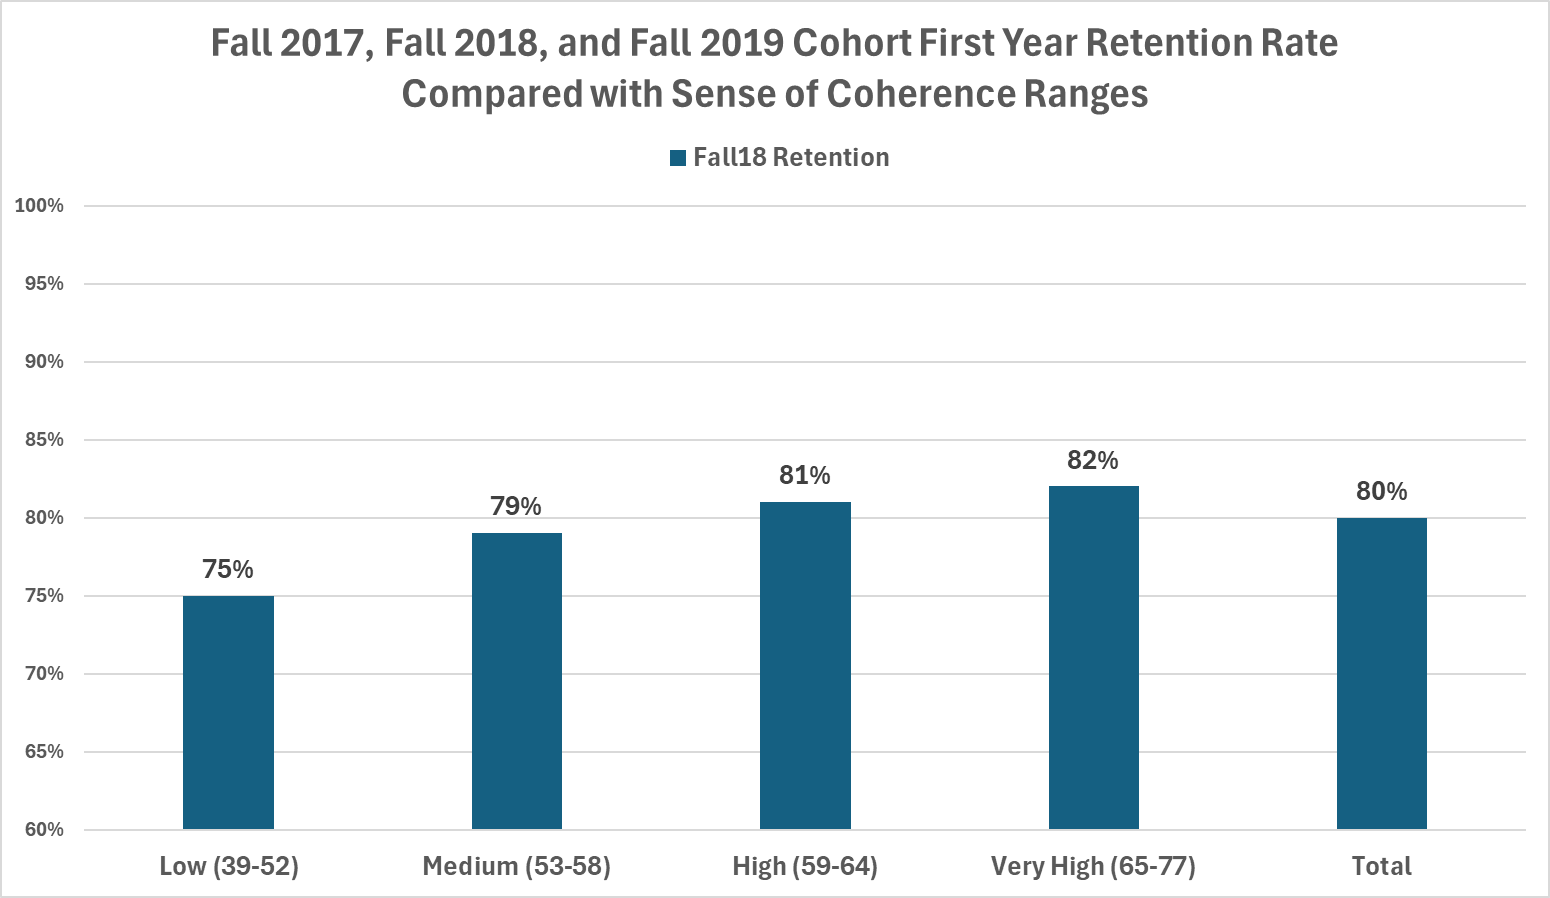 Fall 2017, Fall 2018, and Fall 2019 Cohort First Year Retention Rate
Compared with Sense of Coherence Ranges
Fall18 Retention
100%
95%
90%
85%
80%
75%
70%
65%
60%
75%
79%
81%
82%
80%
Low (39-52)
Medium (53-58)
High (59-64)
Very High (65-77)
Total